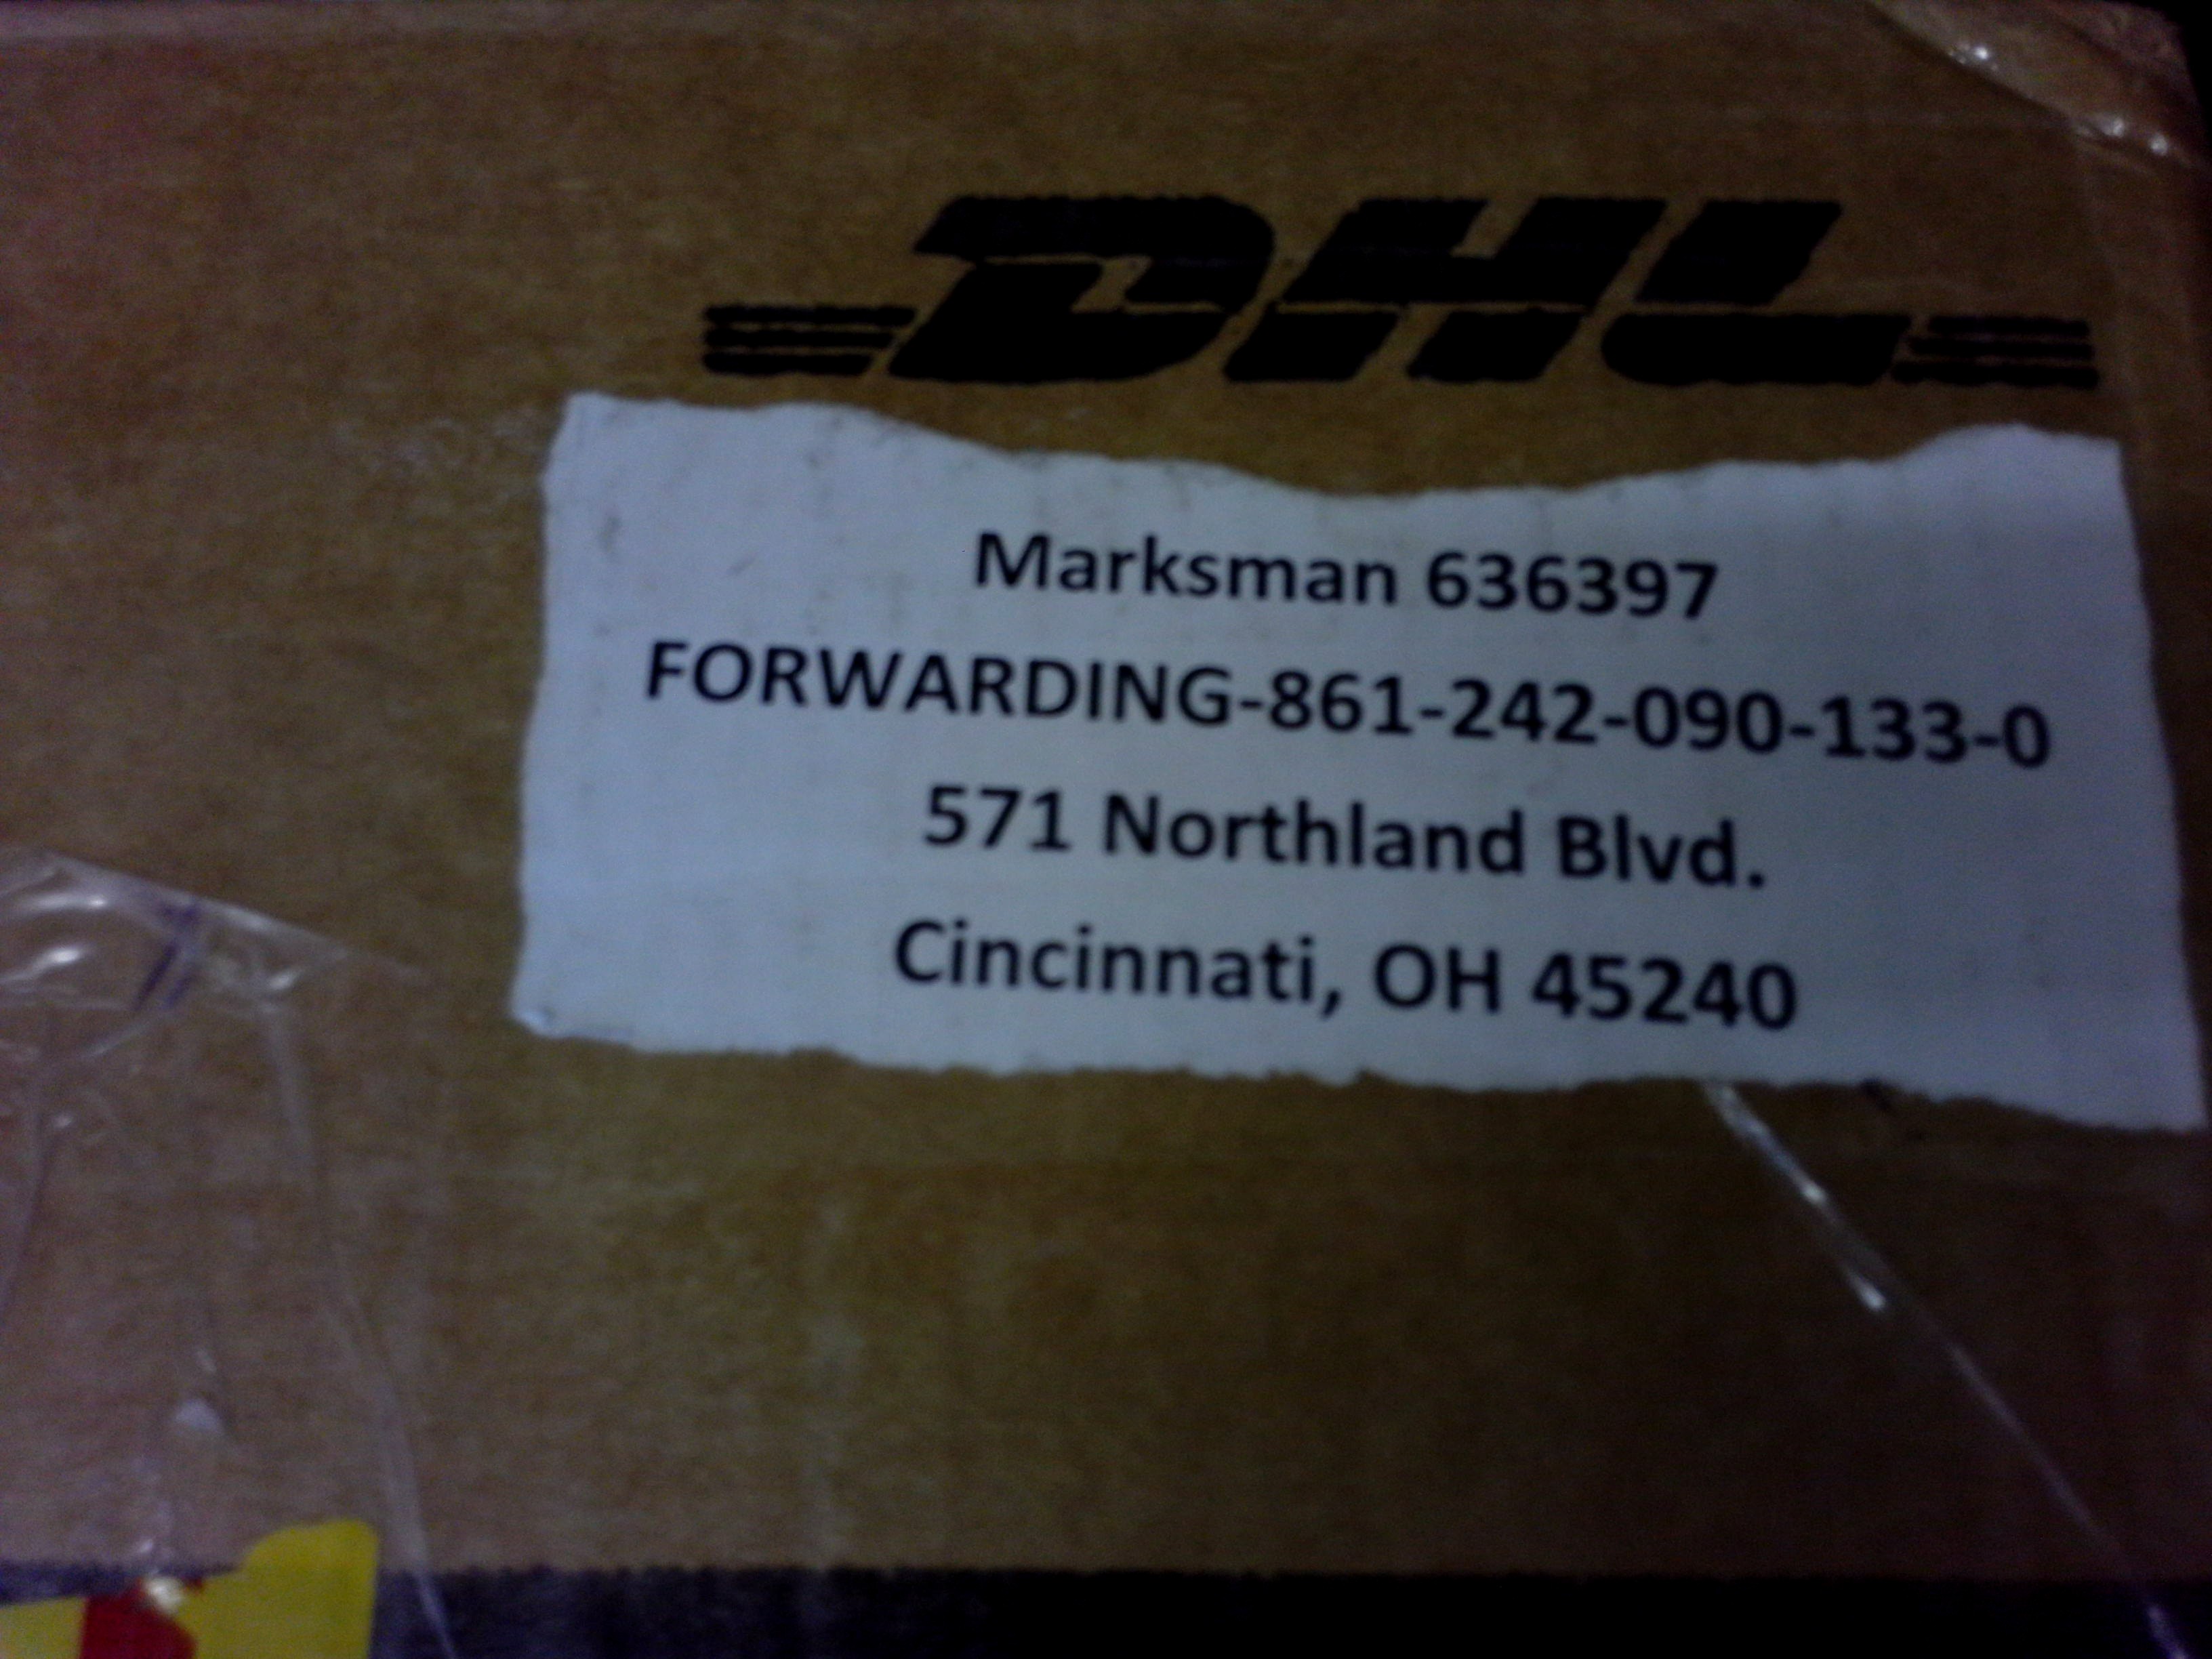 DHL
Marksman 636397
FORWARDING-861-242-090-133-0
571 Northland Blvd.
Cincinnati, OH 45240